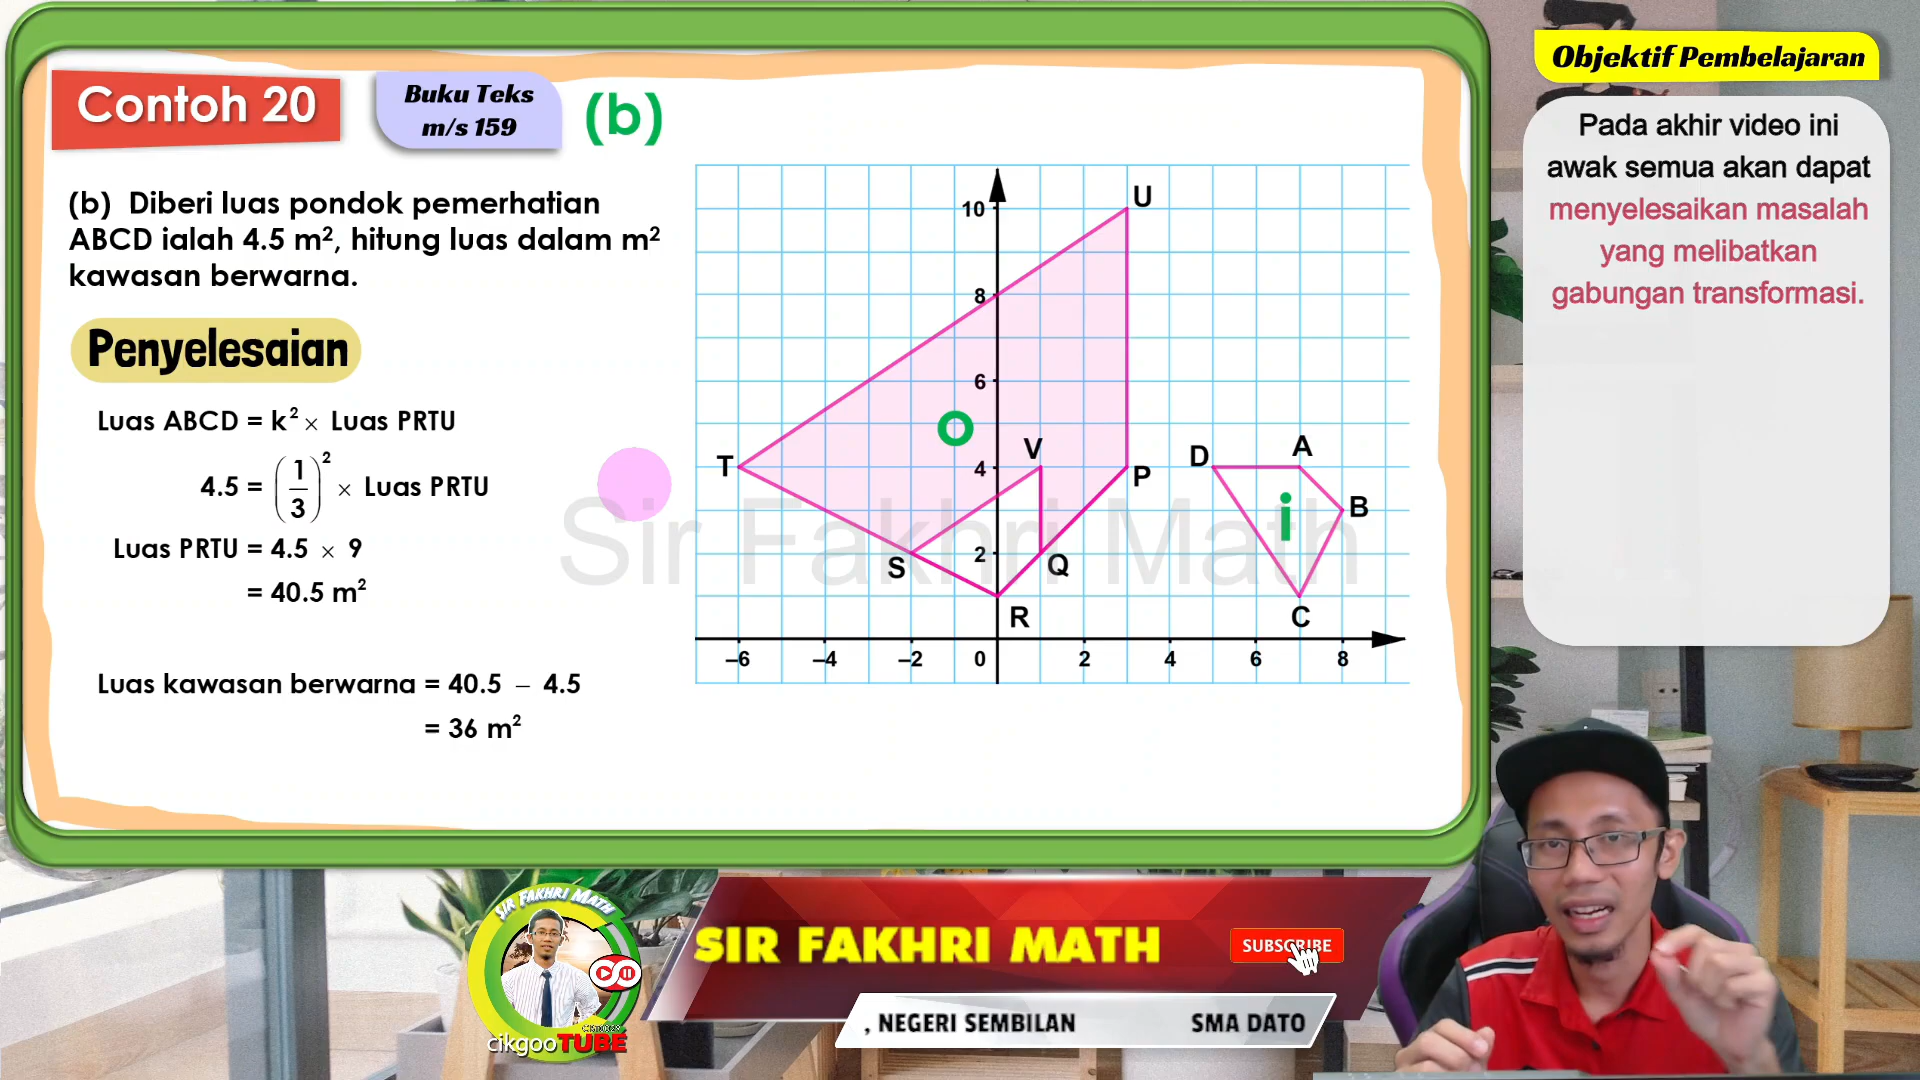 Contoh 20
Buku Teks
m/s 159
(b)
(b) Diberi luas pondok pemerhatian
ABCD ialah 4.5 m², hitung luas dalam m²
kawasan berwarna.
Penyelesaian
Luas ABCD = k² × Luas PRTU
4.5 = (1/3)² × Luas PRTU
Luas PRTU = 4.5 × 9
= 40.5 m²
Luas kawasan berwarna = 40.5 – 4.5
= 36 m²
U
10
8
6
O
V
T
4
P
D
A
B
i
S
2
Q
R
C
–6 –4 –2 0 2 4 6 8
Sir Fakhri Math
Objektif Pembelajaran
Pada akhir video ini
awak semua akan dapat
menyelesaikan masalah
yang melibatkan
gabungan transformasi.
SIR FAKHRI MATH
cikgooTUBE
SIR FAKHRI MATH
SUBSCRIBE
, NEGERI SEMBILAN SMA DATO